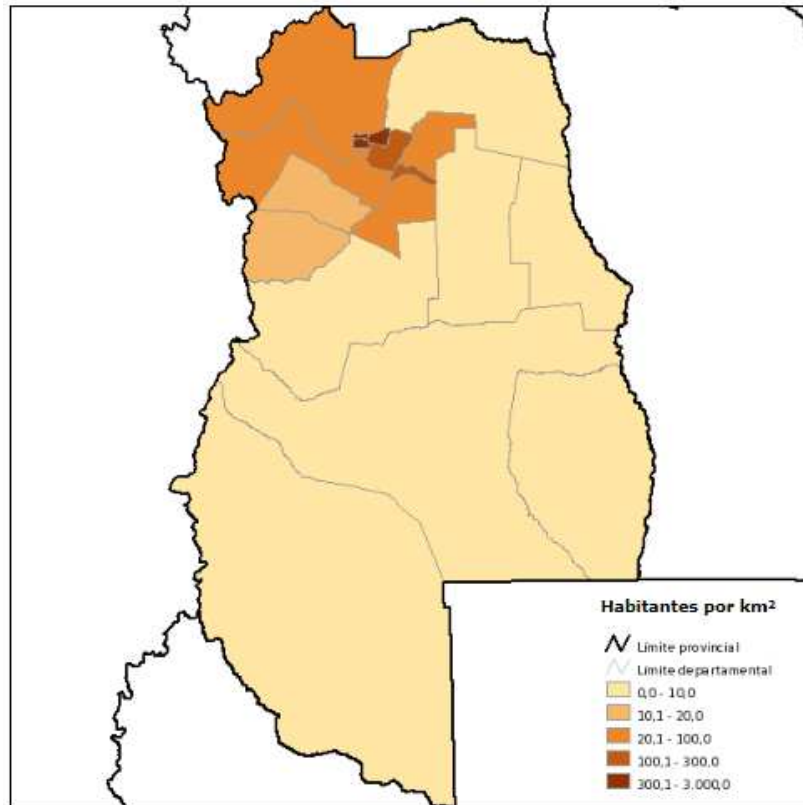 Habitantes por km²
Límite provincial
Límite departamental
0,0 - 10,0
10,1 - 20,0
20,1 - 100,0
100,1 - 300,0
300,1 - 3.000,0